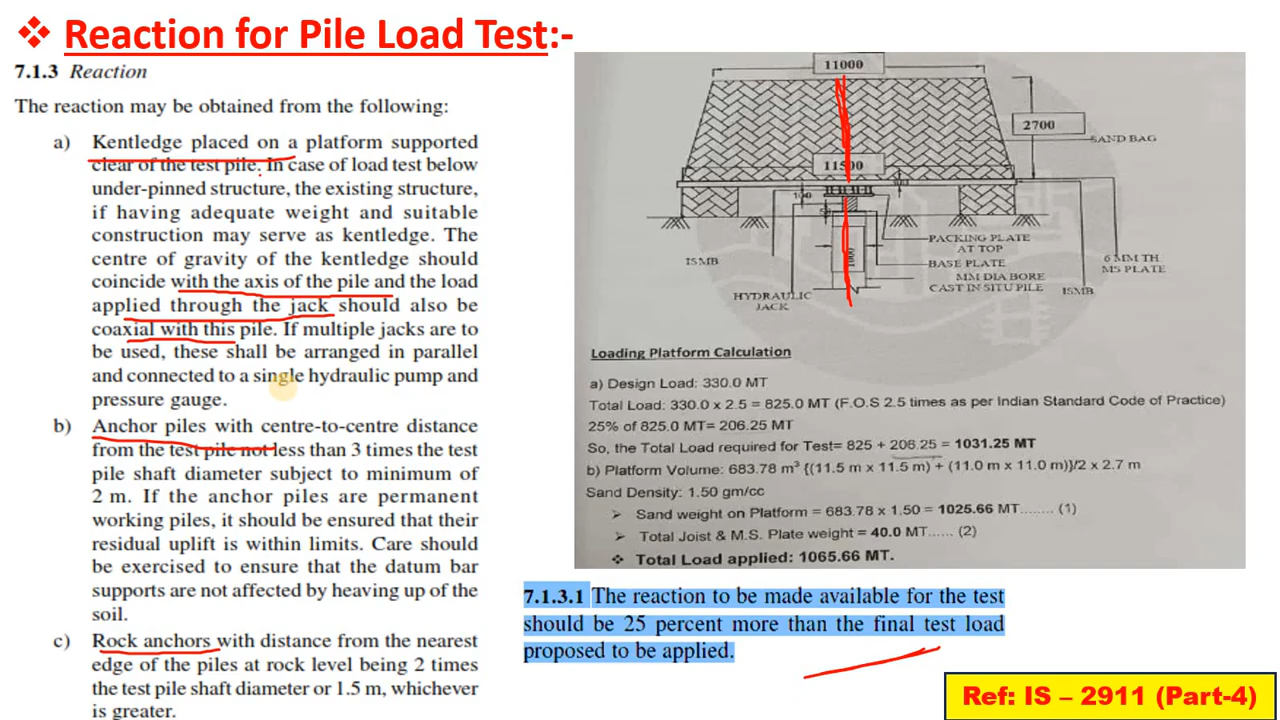 ❖ Reaction for Pile Load Test:-
7.1.3 Reaction
The reaction may be obtained from the following:
a) Kentledge placed on a platform supported
clear of the test pile. In case of load test below
under-pinned structure, the existing structure,
if having adequate weight and suitable
construction may serve as kentledge. The
centre of gravity of the kentledge should
coincide with the axis of the pile and the load
applied through the jack should also be
coaxial with this pile. If multiple jacks are to
be used, these shall be arranged in parallel
and connected to a single hydraulic pump and
pressure gauge.
b) Anchor piles with centre-to-centre distance
from the test pile not less than 3 times the test
pile shaft diameter subject to minimum of
2 m. If the anchor piles are permanent
working piles, it should be ensured that their
residual uplift is within limits. Care should
be exercised to ensure that the datum bar
supports are not affected by heaving up of the
soil.
c) Rock anchors with distance from the nearest
edge of the piles at rock level being 2 times
the test pile shaft diameter or 1.5 m, whichever
is greater.
11000
2700
SAND BAG
11500
100
PACKING PLATE
AT TOP
ISMB
BASE PLATE
6 MM TH
MS PLATE
MM DIA BORE
CAST IN SITU PILE
ISMB
HYDRAULIC
JACK
1000
Loading Platform Calculation
a) Design Load: 330.0 MT
Total Load: 330.0 x 2.5 = 825.0 MT (F.O.S 2.5 times as per Indian Standard Code of Practice)
25% of 825.0 MT= 206.25 MT
So, the Total Load required for Test= 825 + 206.25 = 1031.25 MT
b) Platform Volume: 683.78 m³ {(11.5 m x 11.5 m) + (11.0 m x 11.0 m)}/2 x 2.7 m
Sand Density: 1.50 gm/cc
➢ Sand weight on Platform = 683.78 x 1.50 = 1025.66 MT........ (1)
➢ Total Joist & M.S. Plate weight = 40.0 MT...... (2)
❖ Total Load applied: 1065.66 MT.
7.1.3.1 The reaction to be made available for the test
should be 25 percent more than the final test load
proposed to be applied.
Ref: IS – 2911 (Part-4)